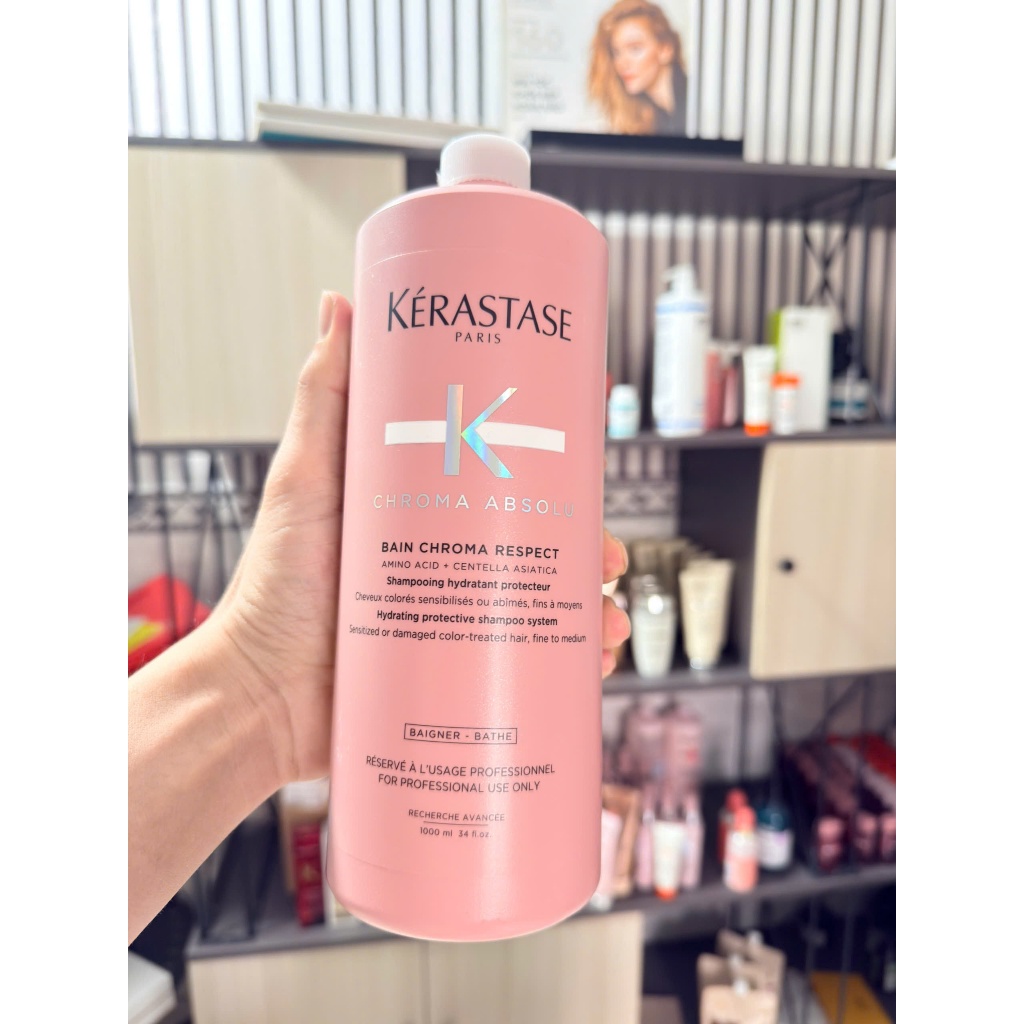 KÉRASTASE
PARIS
K
CHROMA ABSOLU
BAIN CHROMA RESPECT
AMINO ACID + CENTELLA ASIATICA
Shampooing hydratant protecteur
Cheveux colorés sensibilisés ou abîmés, fins à moyens
Hydrating protective shampoo system
Sensitized or damaged color-treated hair, fine to medium
BAIGNER - BATHE
RÉSERVÉ À L'USAGE PROFESSIONNEL
FOR PROFESSIONAL USE ONLY
RECHERCHE AVANCÉE
1000 ml 34 fl.oz.